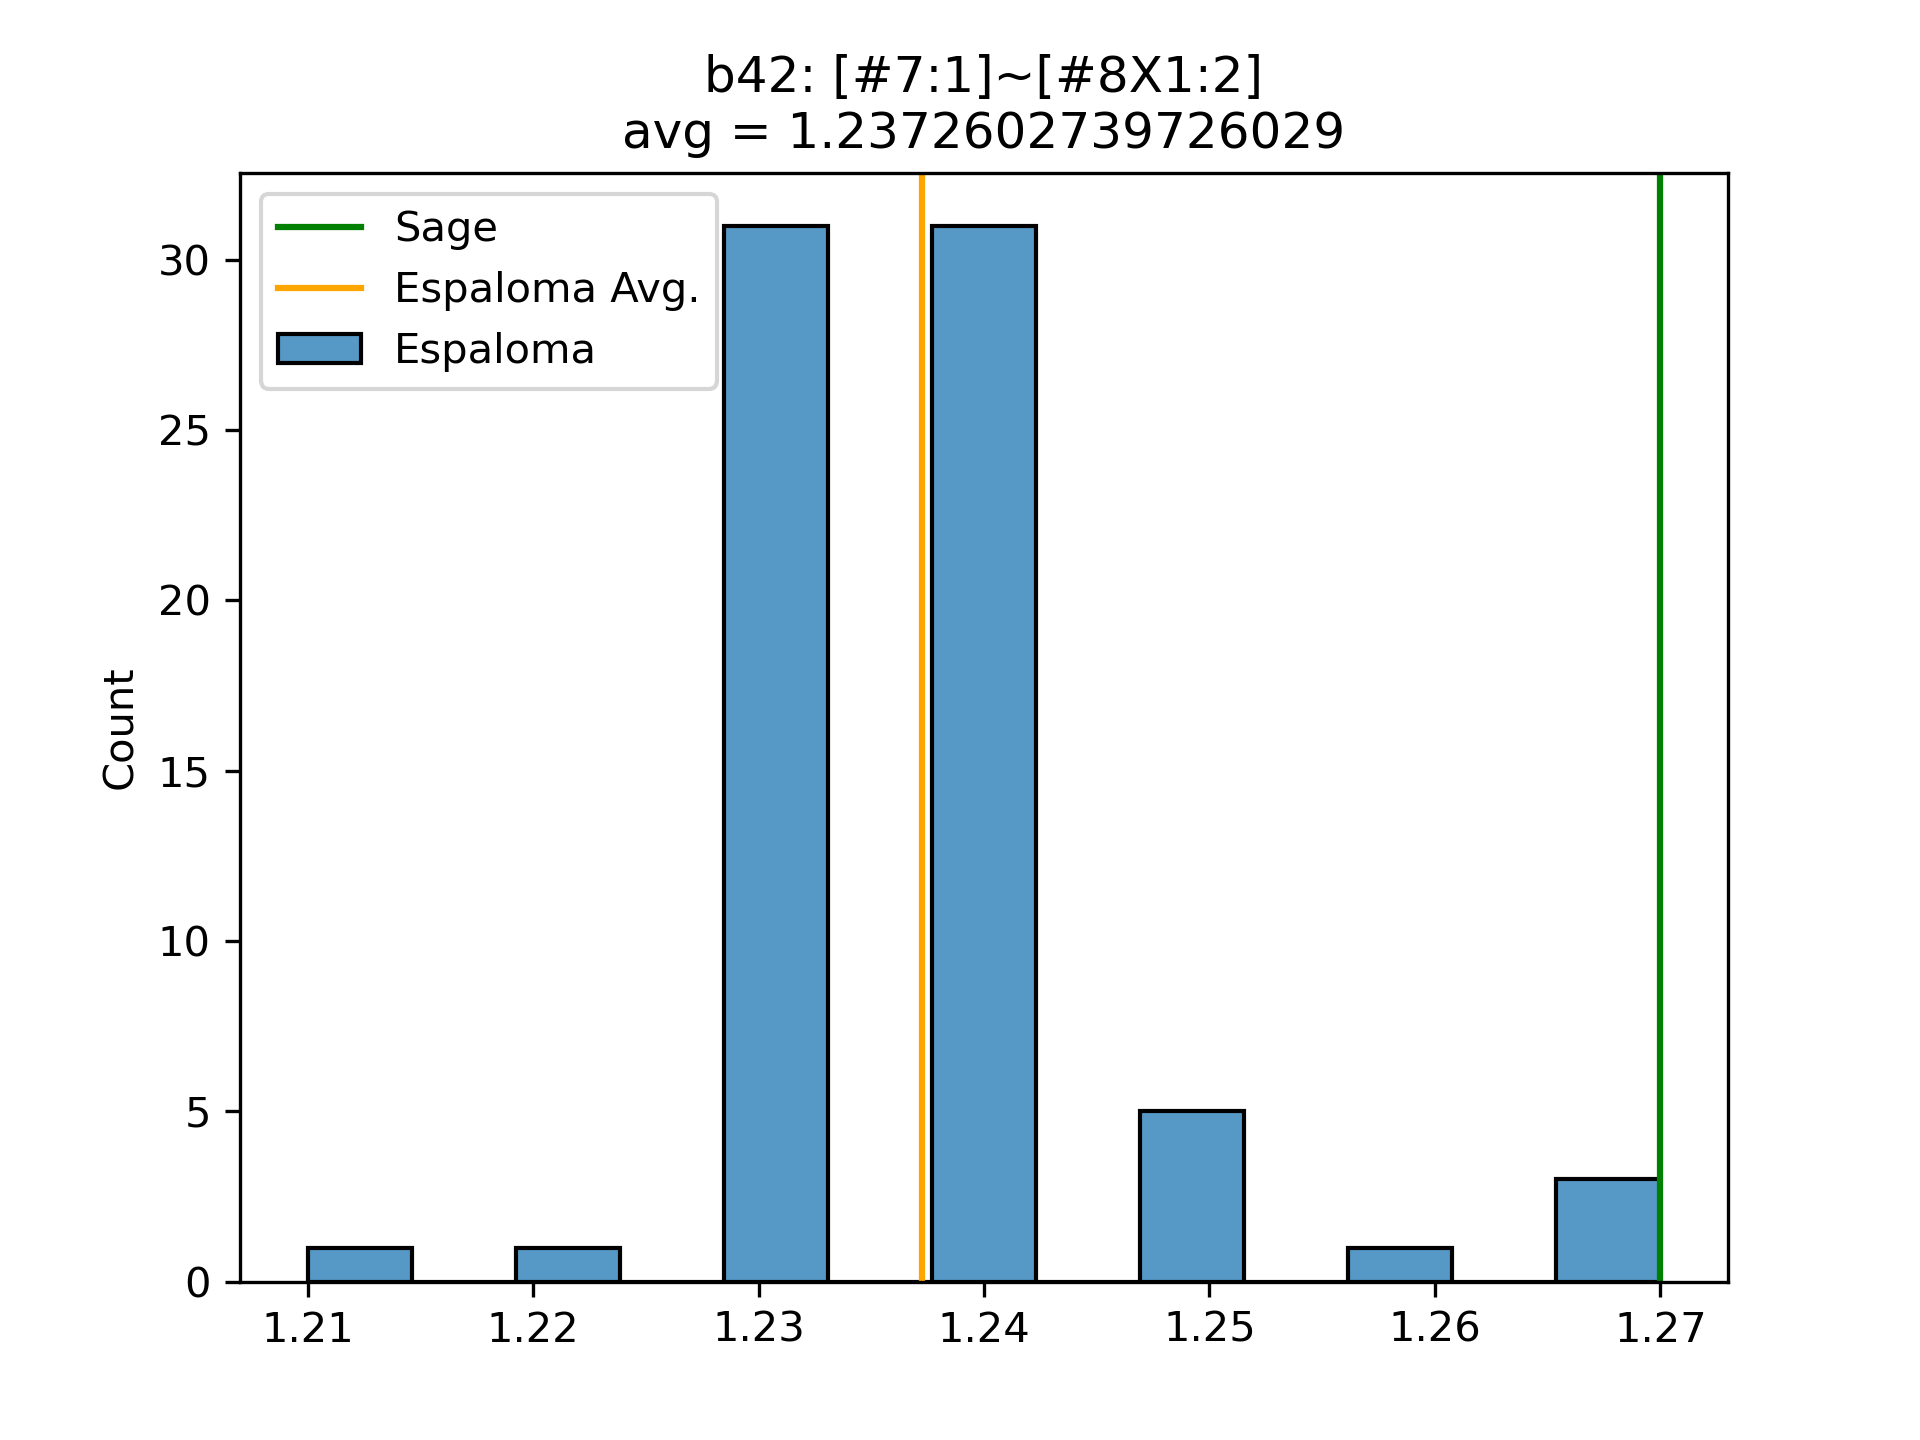 b42: [#7:1]~[#8X1:2]
avg = 1.2372602739726029
Sage
Espaloma Avg.
Espaloma
Count
30
25
20
15
10
5
0
1.21 1.22 1.23 1.24 1.25 1.26 1.27